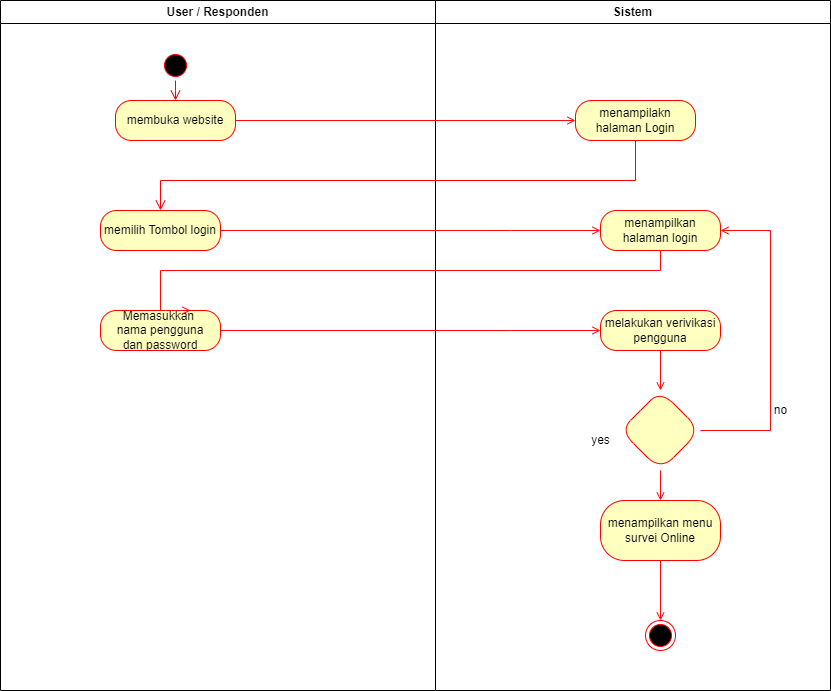 User / Responden
Sistem
membuka website
menampilakn
halaman Login
memilih Tombol login
menampilkan
halaman login
Memasukkan
nama pengguna
dan password
melakukan verivikasi
pengguna
no
yes
menampilkan menu
survei Online